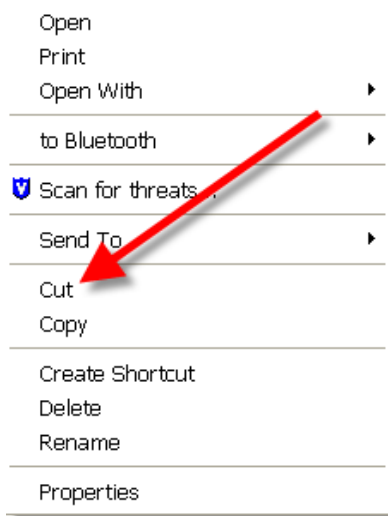 Open
Print
Open With
to Bluetooth
Scan for threats...
Send To
Cut
Copy
Create Shortcut
Delete
Rename
Properties